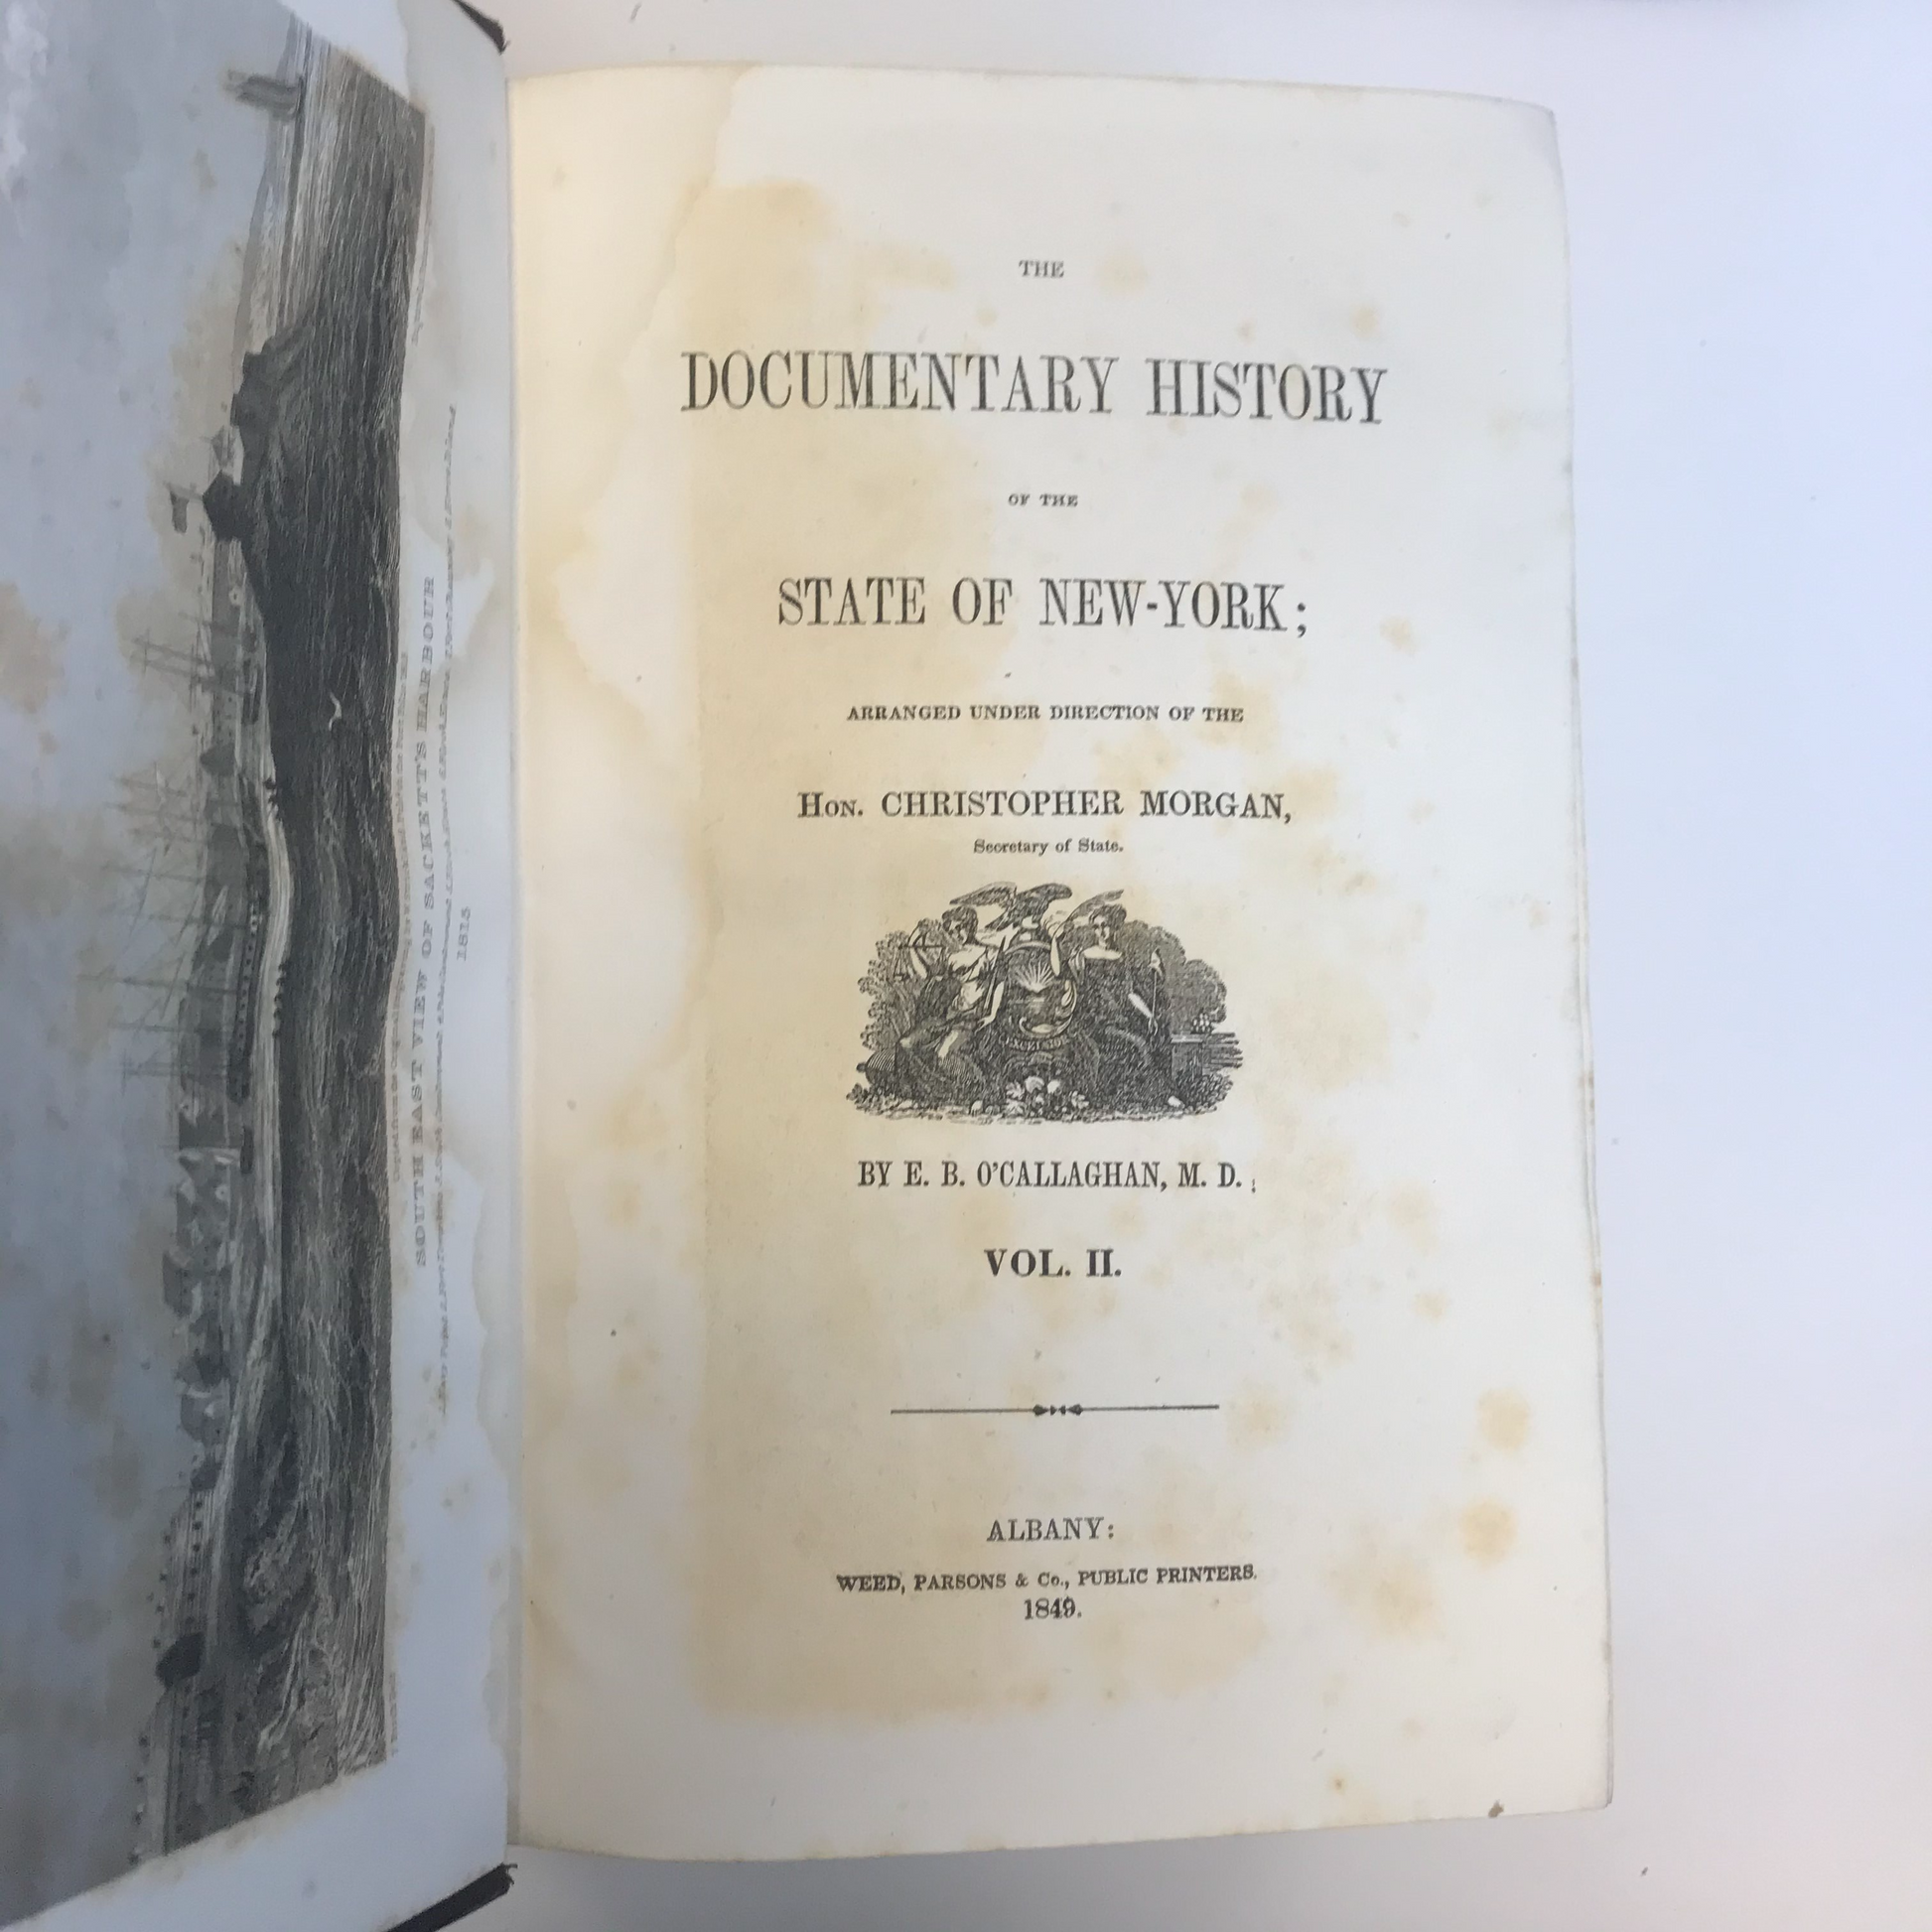 SOUTH EAST VIEW OF SACKETT'S HARBOUR
1815
THE
DOCUMENTARY HISTORY
OF THE
STATE OF NEW-YORK;
ARRANGED UNDER DIRECTION OF THE
HON. CHRISTOPHER MORGAN,
Secretary of State.
EXCELSIOR
BY E. B. O'CALLAGHAN, M. D.;
VOL. II.
ALBANY:
WEED, PARSONS & Co., PUBLIC PRINTERS.
1849.